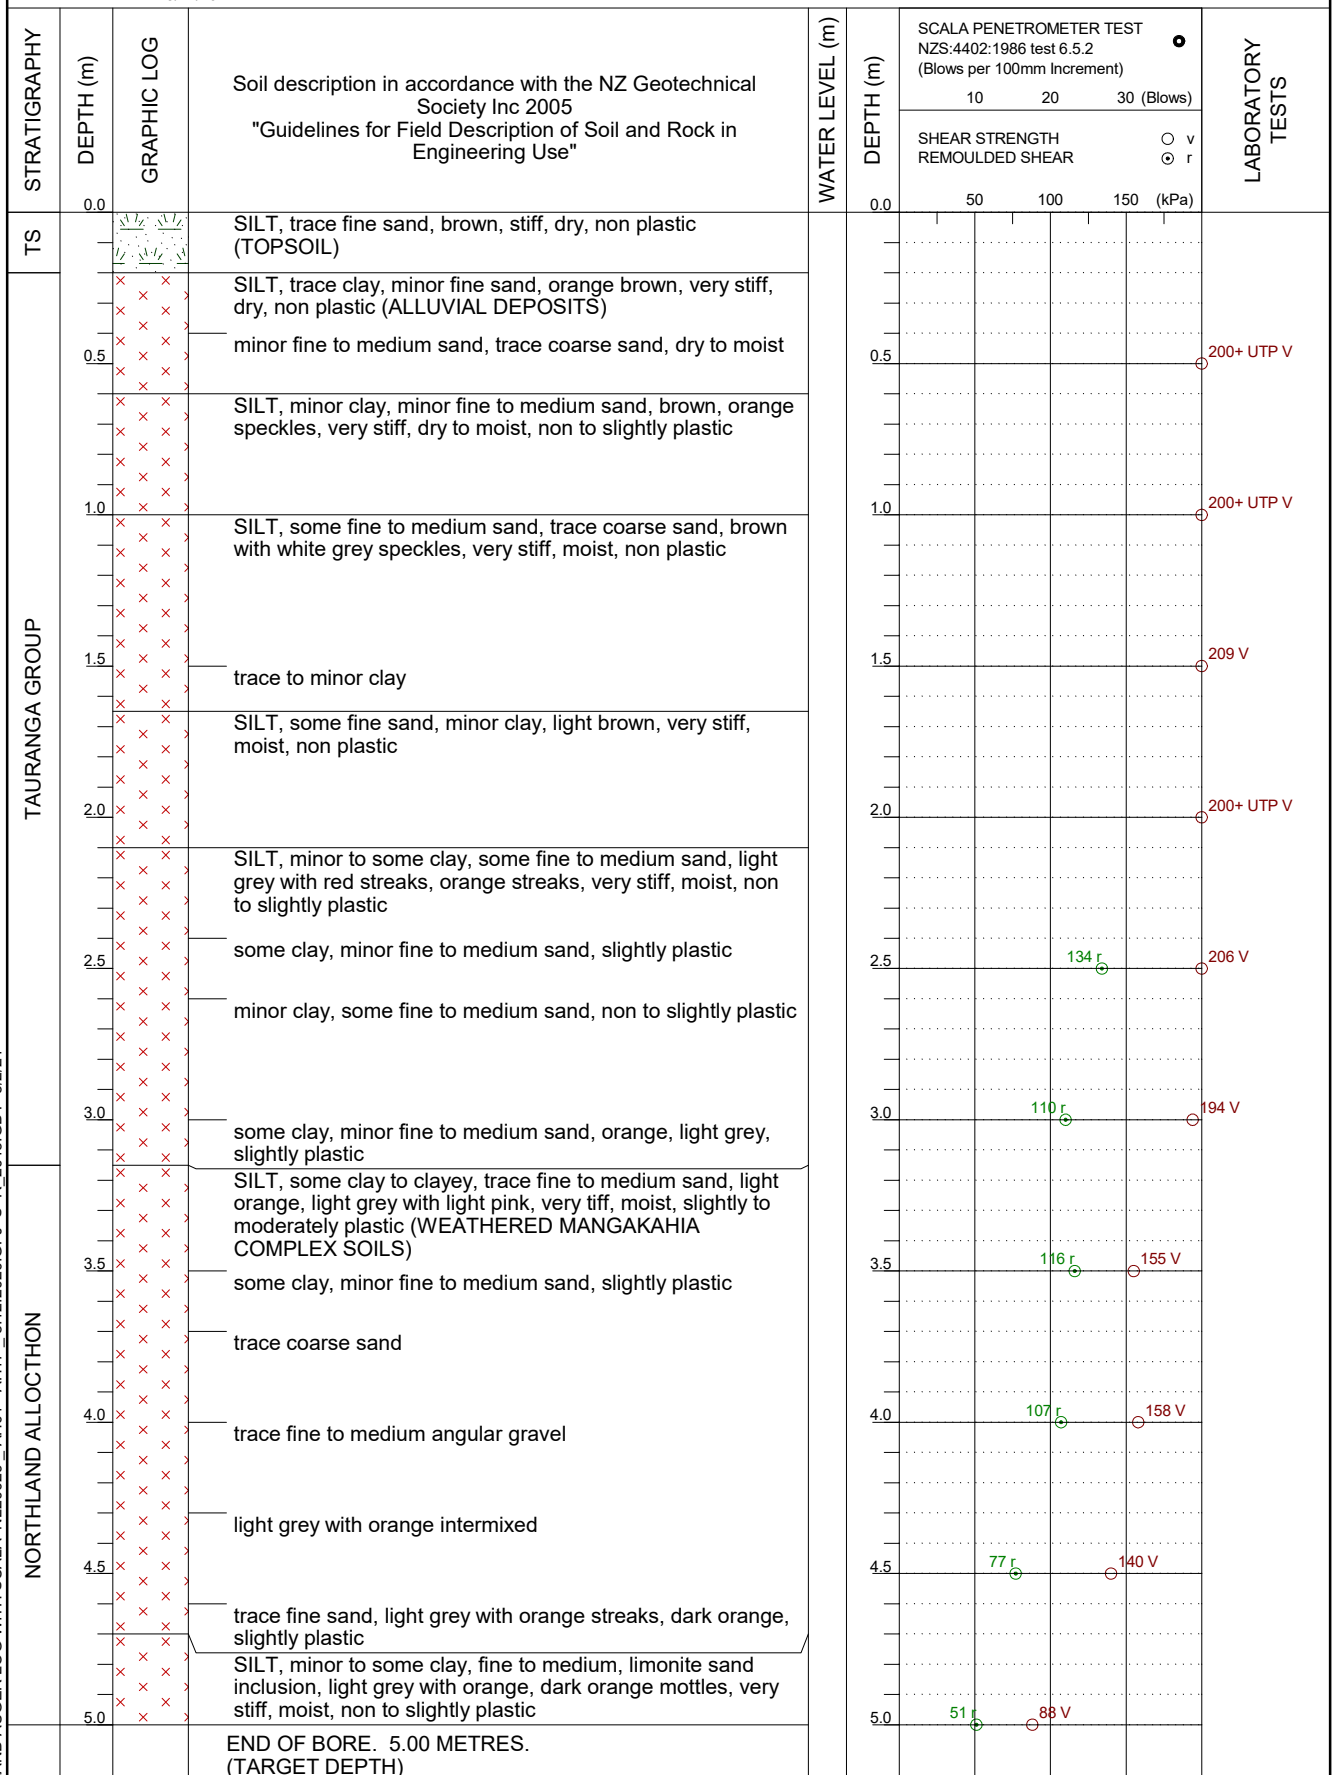 STRATIGRAPHY
DEPTH (m)
GRAPHIC LOG
Soil description in accordance with the NZ Geotechnical
Society Inc 2005
"Guidelines for Field Description of Soil and Rock in
Engineering Use"
WATER LEVEL (m)
DEPTH (m)
SCALA PENETROMETER TEST
NZS:4402:1986 test 6.5.2
(Blows per 100mm Increment)
10 20 30 (Blows)
SHEAR STRENGTH v
REMOULDED SHEAR r
50 100 150 (kPa)
LABORATORY
TESTS
0.0 0.0
TS
SILT, trace fine sand, brown, stiff, dry, non plastic
(TOPSOIL)
TAURANGA GROUP
SILT, trace clay, minor fine sand, orange brown, very stiff,
dry, non plastic (ALLUVIAL DEPOSITS)
minor fine to medium sand, trace coarse sand, dry to moist
0.5 0.5 200+ UTP V
SILT, minor clay, minor fine to medium sand, brown, orange
speckles, very stiff, dry to moist, non to slightly plastic
1.0 1.0 200+ UTP V
SILT, some fine to medium sand, trace coarse sand, brown
with white grey speckles, very stiff, moist, non plastic
1.5 1.5 209 V
trace to minor clay
SILT, some fine sand, minor clay, light brown, very stiff,
moist, non plastic
2.0 2.0 200+ UTP V
SILT, minor to some clay, some fine to medium sand, light
grey with red streaks, orange streaks, very stiff, moist, non
to slightly plastic
some clay, minor fine to medium sand, slightly plastic
2.5 2.5 134 r 206 V
minor clay, some fine to medium sand, non to slightly plastic
3.0 3.0 110 r 194 V
some clay, minor fine to medium sand, orange, light grey,
slightly plastic
NORTHLAND ALLOCTHON
SILT, some clay to clayey, trace fine to medium sand, light
orange, light grey with light pink, very tiff, moist, slightly to
moderately plastic (WEATHERED MANGAKAHIA
COMPLEX SOILS)
3.5 3.5 116 r 155 V
some clay, minor fine to medium sand, slightly plastic
trace coarse sand
4.0 4.0 107 r 158 V
trace fine to medium angular gravel
light grey with orange intermixed
4.5 4.5 77 r 140 V
trace fine sand, light grey with orange streaks, dark orange,
slightly plastic
SILT, minor to some clay, fine to medium, limonite sand
inclusion, light grey with orange, dark orange mottles, very
stiff, moist, non to slightly plastic
5.0 5.0 51 r 88 V
END OF BORE. 5.00 METRES.
(TARGET DEPTH)